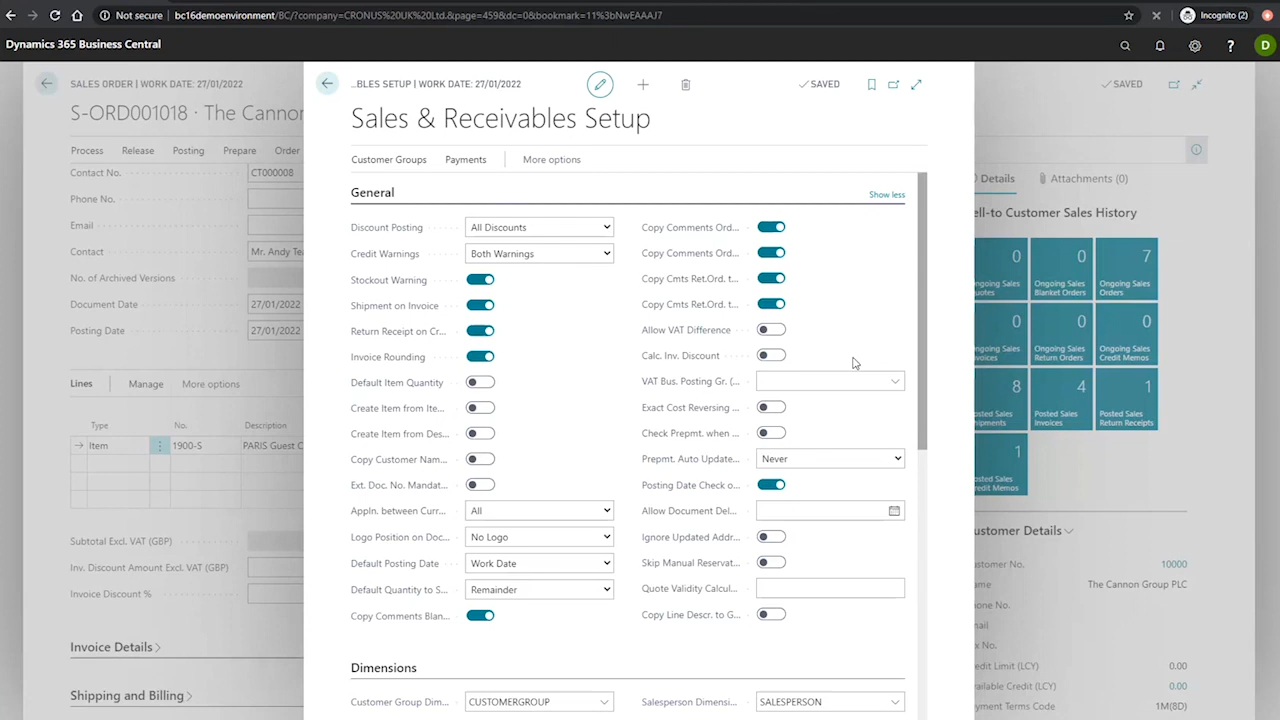 Not secure
bc16demoenvironment/BC/?company=CRONUS%20UK%20Ltd.&page=459&dc=0&bookmark=11%3bNwEAAAJ7
Incognito (2)
Dynamics 365 Business Central
?
D
SALES ORDER | WORK DATE: 27/01/2022
S-ORD001018 · The Cannon
Process Release Posting Prepare Order
Contact No. CT000008
Phone No.
Email
Contact Mr. Andy Tea
No. of Archived Versions
Document Date 27/01/2022
Posting Date 27/01/2022
Lines Manage More options
Type No. Description
Item 1900-S PARIS Guest C
Subtotal Excl. VAT (GBP)
Inv. Discount Amount Excl. VAT (GBP)
Invoice Discount %
Invoice Details
Shipping and Billing
...BLES SETUP | WORK DATE: 27/01/2022
SAVED
Sales & Receivables Setup
Customer Groups Payments More options
General
Show less
Discount Posting All Discounts
Credit Warnings Both Warnings
Stockout Warning
Shipment on Invoice
Return Receipt on Cr...
Invoice Rounding
Default Item Quantity
Create Item from Ite...
Create Item from Des...
Copy Customer Nam...
Ext. Doc. No. Mandat...
Appln. between Curr... All
Logo Position on Doc... No Logo
Default Posting Date Work Date
Default Quantity to S... Remainder
Copy Comments Blan...
Copy Comments Ord...
Copy Comments Ord...
Copy Cmts Ret.Ord. t...
Copy Cmts Ret.Ord. t...
Allow VAT Difference
Calc. Inv. Discount
VAT Bus. Posting Gr. (...
Exact Cost Reversing ...
Check Prepmt. when ...
Prepmt. Auto Update... Never
Posting Date Check o...
Allow Document Del...
Ignore Updated Addr...
Skip Manual Reservat...
Quote Validity Calcul...
Copy Line Descr. to G...
Dimensions
Customer Group Dim... CUSTOMERGROUP
Salesperson Dimensi... SALESPERSON
SAVED
Details Attachments (0)
ell-to Customer Sales History
0 0 7
Ongoing Sales Quotes
Ongoing Sales Blanket Orders
Ongoing Sales Orders
0 0 0
Ongoing Sales Invoices
Ongoing Sales Return Orders
Ongoing Sales Credit Memos
8 4 1
Posted Sales Shipments
Posted Sales Invoices
Posted Sales Return Receipts
1
osted Sales redit Memos
ustomer Details
ustomer No. 10000
ame The Cannon Group PLC
hone No.
mail
x No.
redit Limit (LCY) 0.00
vailable Credit (LCY) 0.00
yment Terms Code 1M(8D)